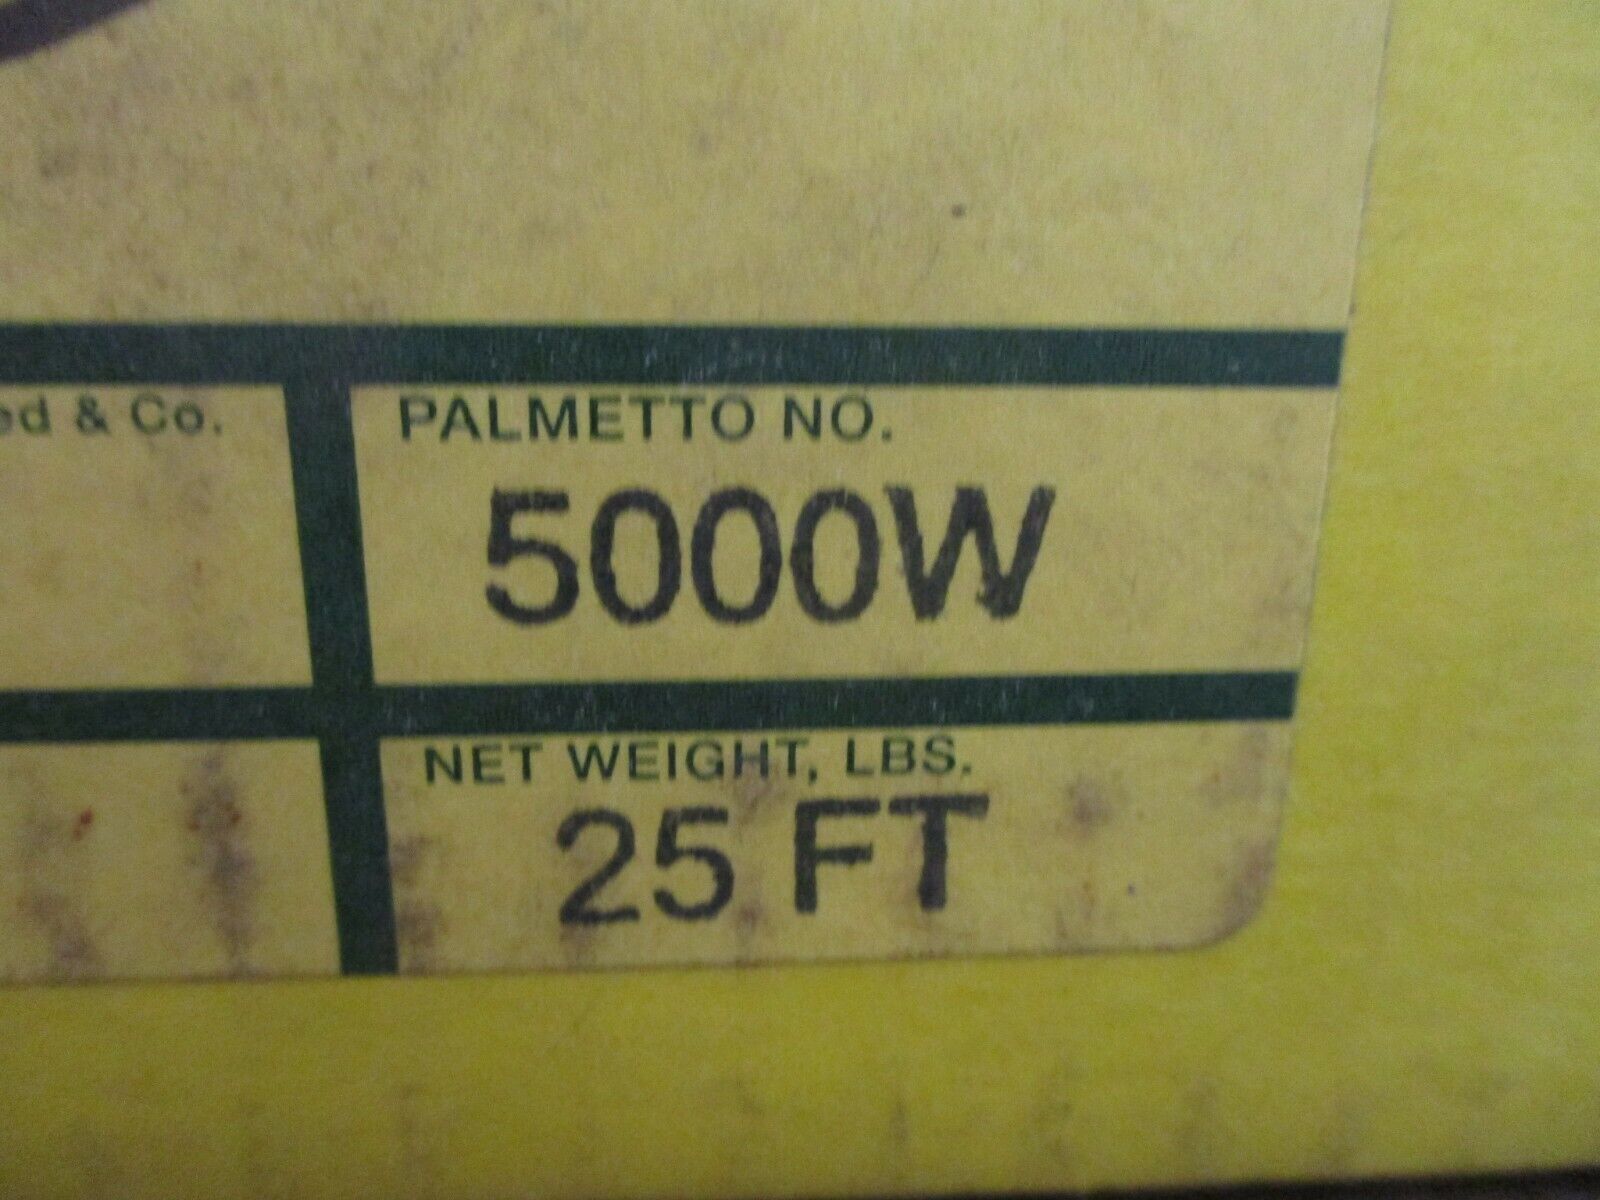 ed & Co.
PALMETTO NO.
5000W
NET WEIGHT, LBS.
25 FT